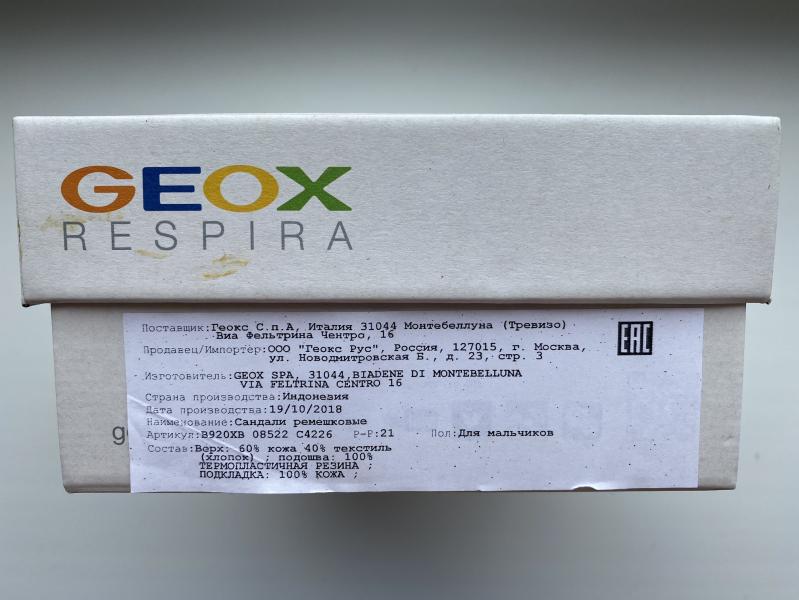 GEOX
RESPIRA
Поставщик:Геокс С.п.А, Италия 31044 Монтебеллуна (Тревизо)
Виа Фельтрина Чентро, 16
Продавец/Импортер:ООО "Геокс Рус", Россия, 127015, г. Москва,
ул. Новодмитровская Б., д. 23, стр. 3
EAC
Изготовитель:GEOX SPA, 31044,BIADENE DI MONTEBELLUNA
VIA FELTRINA CENTRO 16
Страна производства:Индонезия
Дата производства:19/10/2018
Наименование:Сандали ремешковые
Артикул:B920XB 08522 C4226 Р-Р:21 Пол:Для мальчиков
Состав:Верх: 60% кожа 40% текстиль
(хлопок) ; подошва: 100%
ТЕРМОПЛАСТИЧНАЯ РЕЗИНА ;
ПОДКЛАДКА: 100% КОЖА ;